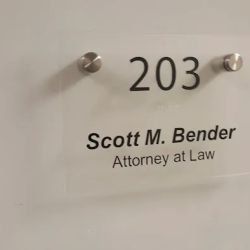 203
Scott M. Bender
Attorney at Law